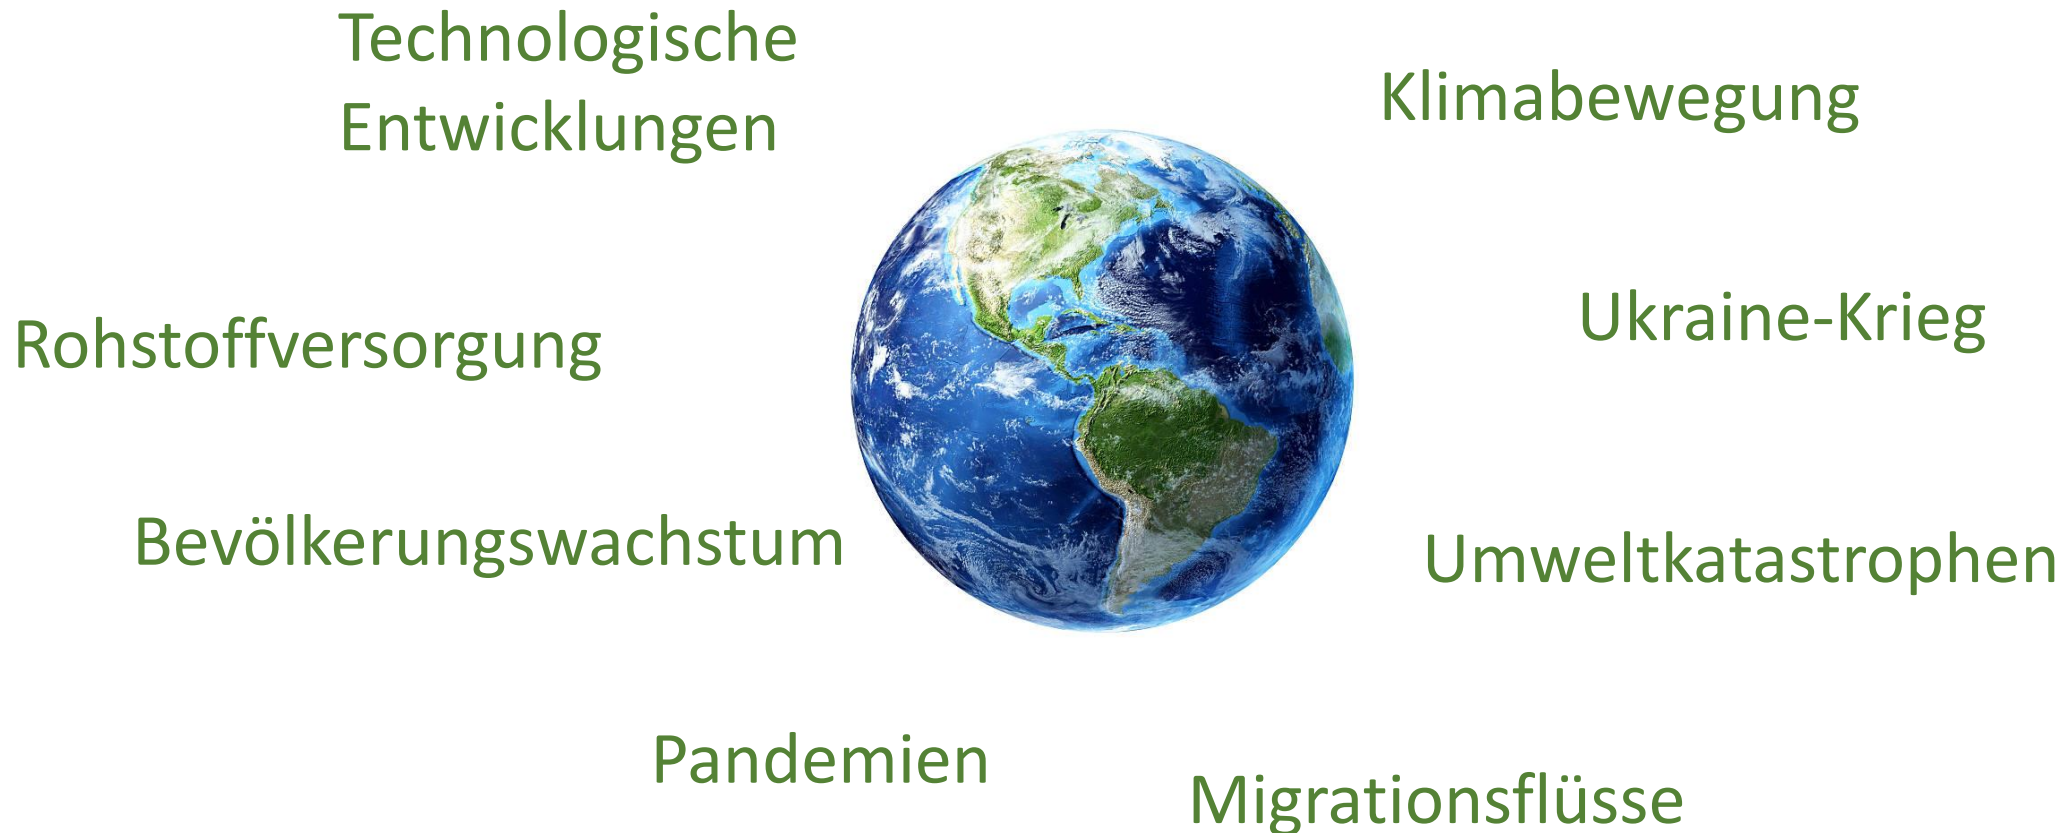 Technologische
Entwicklungen
Klimabewegung
Rohstoffversorgung
Ukraine-Krieg
Bevölkerungswachstum
Umweltkatastrophen
Pandemien
Migrationsflüsse